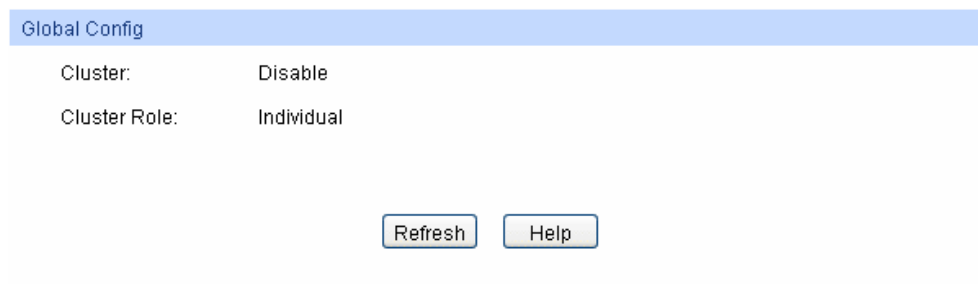 Global Config
Cluster: Disable
Cluster Role: Individual
Refresh Help